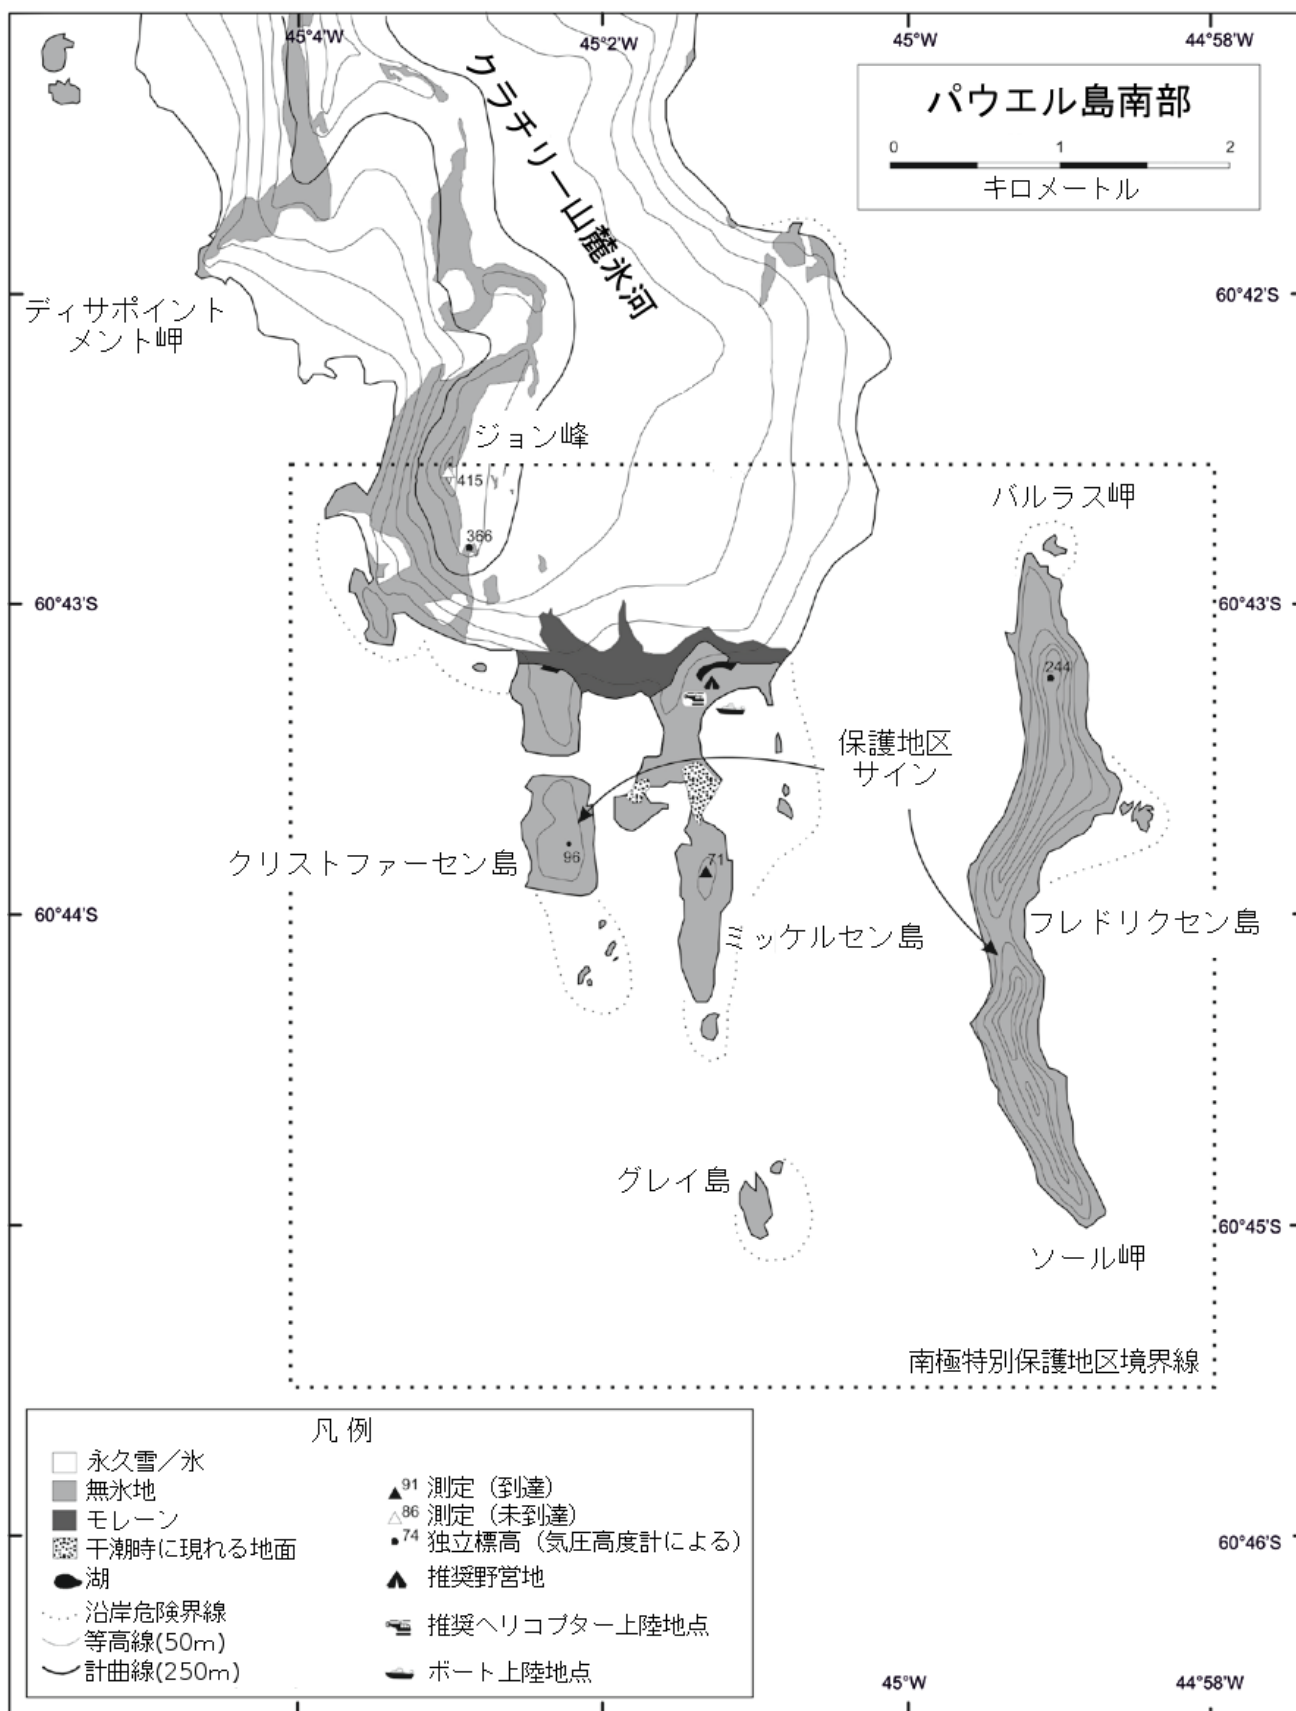 45°4'W
45°2'W
45°W
44°58'W
パウエル島南部
0 1 2
キロメートル
クラチリー山麓氷河
ディサポイント
メント岬
60°42'S
ジョン峰
415
366
バルラス岬
60°43'S
60°43'S
244
保護地区
サイン
クリストファーセン島
96
71
60°44'S
ミッケルセン島
フレドリクセン島
グレイ島
60°45'S
ソール岬
南極特別保護地区境界線
凡 例
永久雪／氷
無氷地
モレーン
干潮時に現れる地面
湖
沿岸危険界線
等高線(50m)
計曲線(250m)
91 測定（到達）
86 測定（未到達）
74 独立標高（気圧高度計による）
推奨野営地
推奨ヘリコプター上陸地点
ボート上陸地点
60°46'S
45°W
44°58'W